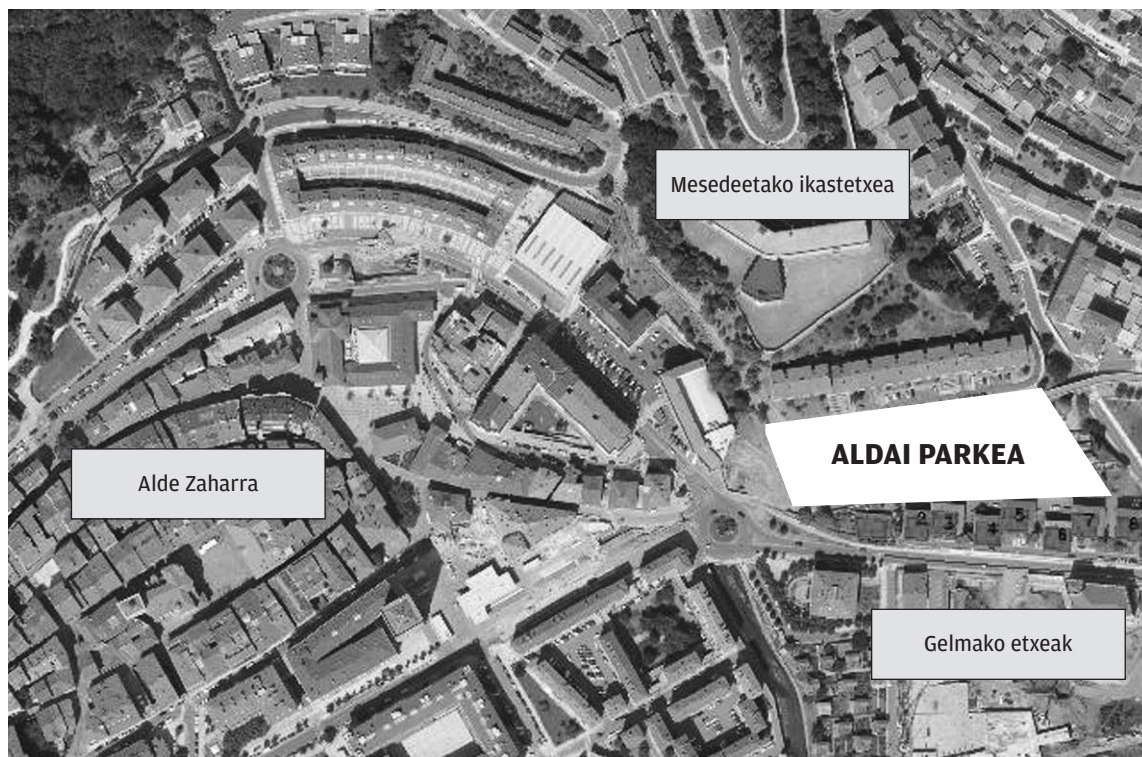 Mesedeetako ikastetxea
ALDAI PARKEA
Alde Zaharra
2 3 4 5 6 7 8
Gelmako etxeak